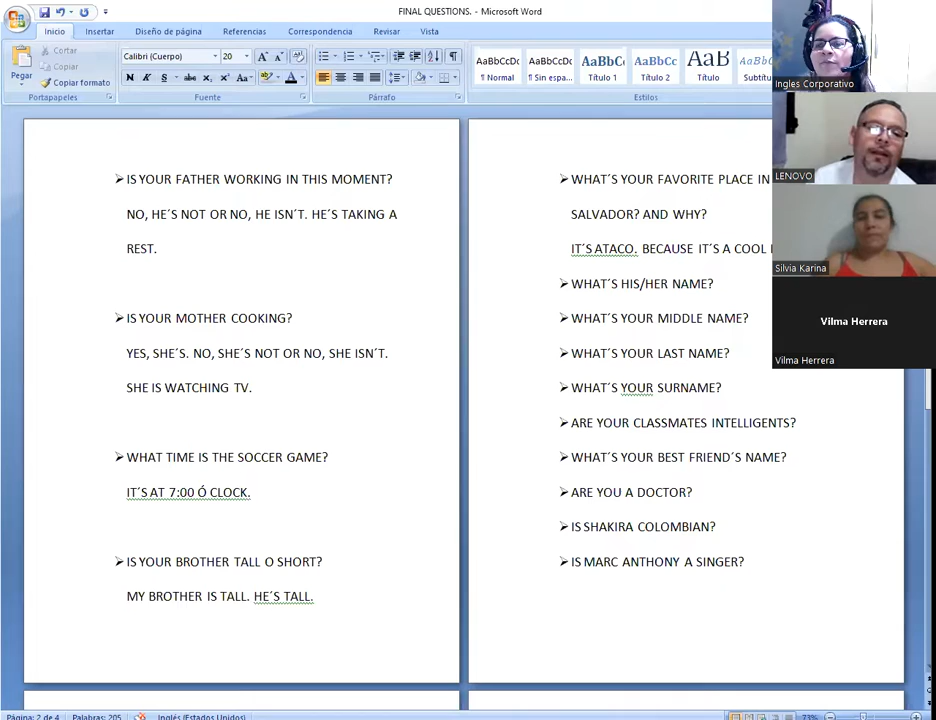 FINAL QUESTIONS. - Microsoft Word
Inicio
Insertar
Diseño de página
Referencias
Correspondencia
Revisar
Vista
Pegar
Cortar
Copiar
Copiar formato
Portapapeles
Calibri (Cuerpo)
20
Fuente
Párrafo
AaBbCcDc
¶ Normal
AaBbCcDc
¶ Sin espa...
AaBbC
Título 1
AaBbCc
Título 2
AaB
Título
Estilos
IS YOUR FATHER WORKING IN THIS MOMENT?
NO, HE´S NOT OR NO, HE ISN´T. HE´S TAKING A
REST.
IS YOUR MOTHER COOKING?
YES, SHE´S. NO, SHE´S NOT OR NO, SHE ISN´T.
SHE IS WATCHING TV.
WHAT TIME IS THE SOCCER GAME?
IT´S AT 7:00 Ó CLOCK.
IS YOUR BROTHER TALL O SHORT?
MY BROTHER IS TALL. HE´S TALL.
WHAT´S YOUR FAVORITE PLACE IN
SALVADOR? AND WHY?
IT´S ATACO. BECAUSE IT´S A COOL
WHAT´S HIS/HER NAME?
WHAT´S YOUR MIDDLE NAME?
WHAT´S YOUR LAST NAME?
WHAT´S YOUR SURNAME?
ARE YOUR CLASSMATES INTELLIGENTS?
WHAT´S YOUR BEST FRIEND´S NAME?
ARE YOU A DOCTOR?
IS SHAKIRA COLOMBIAN?
IS MARC ANTHONY A SINGER?
Ingles Corporativo
LENOVO
Silvia Karina
Vilma Herrera
Vilma Herrera
Página: 2 de 4
Palabras: 205
Inglés (Estados Unidos)
73%